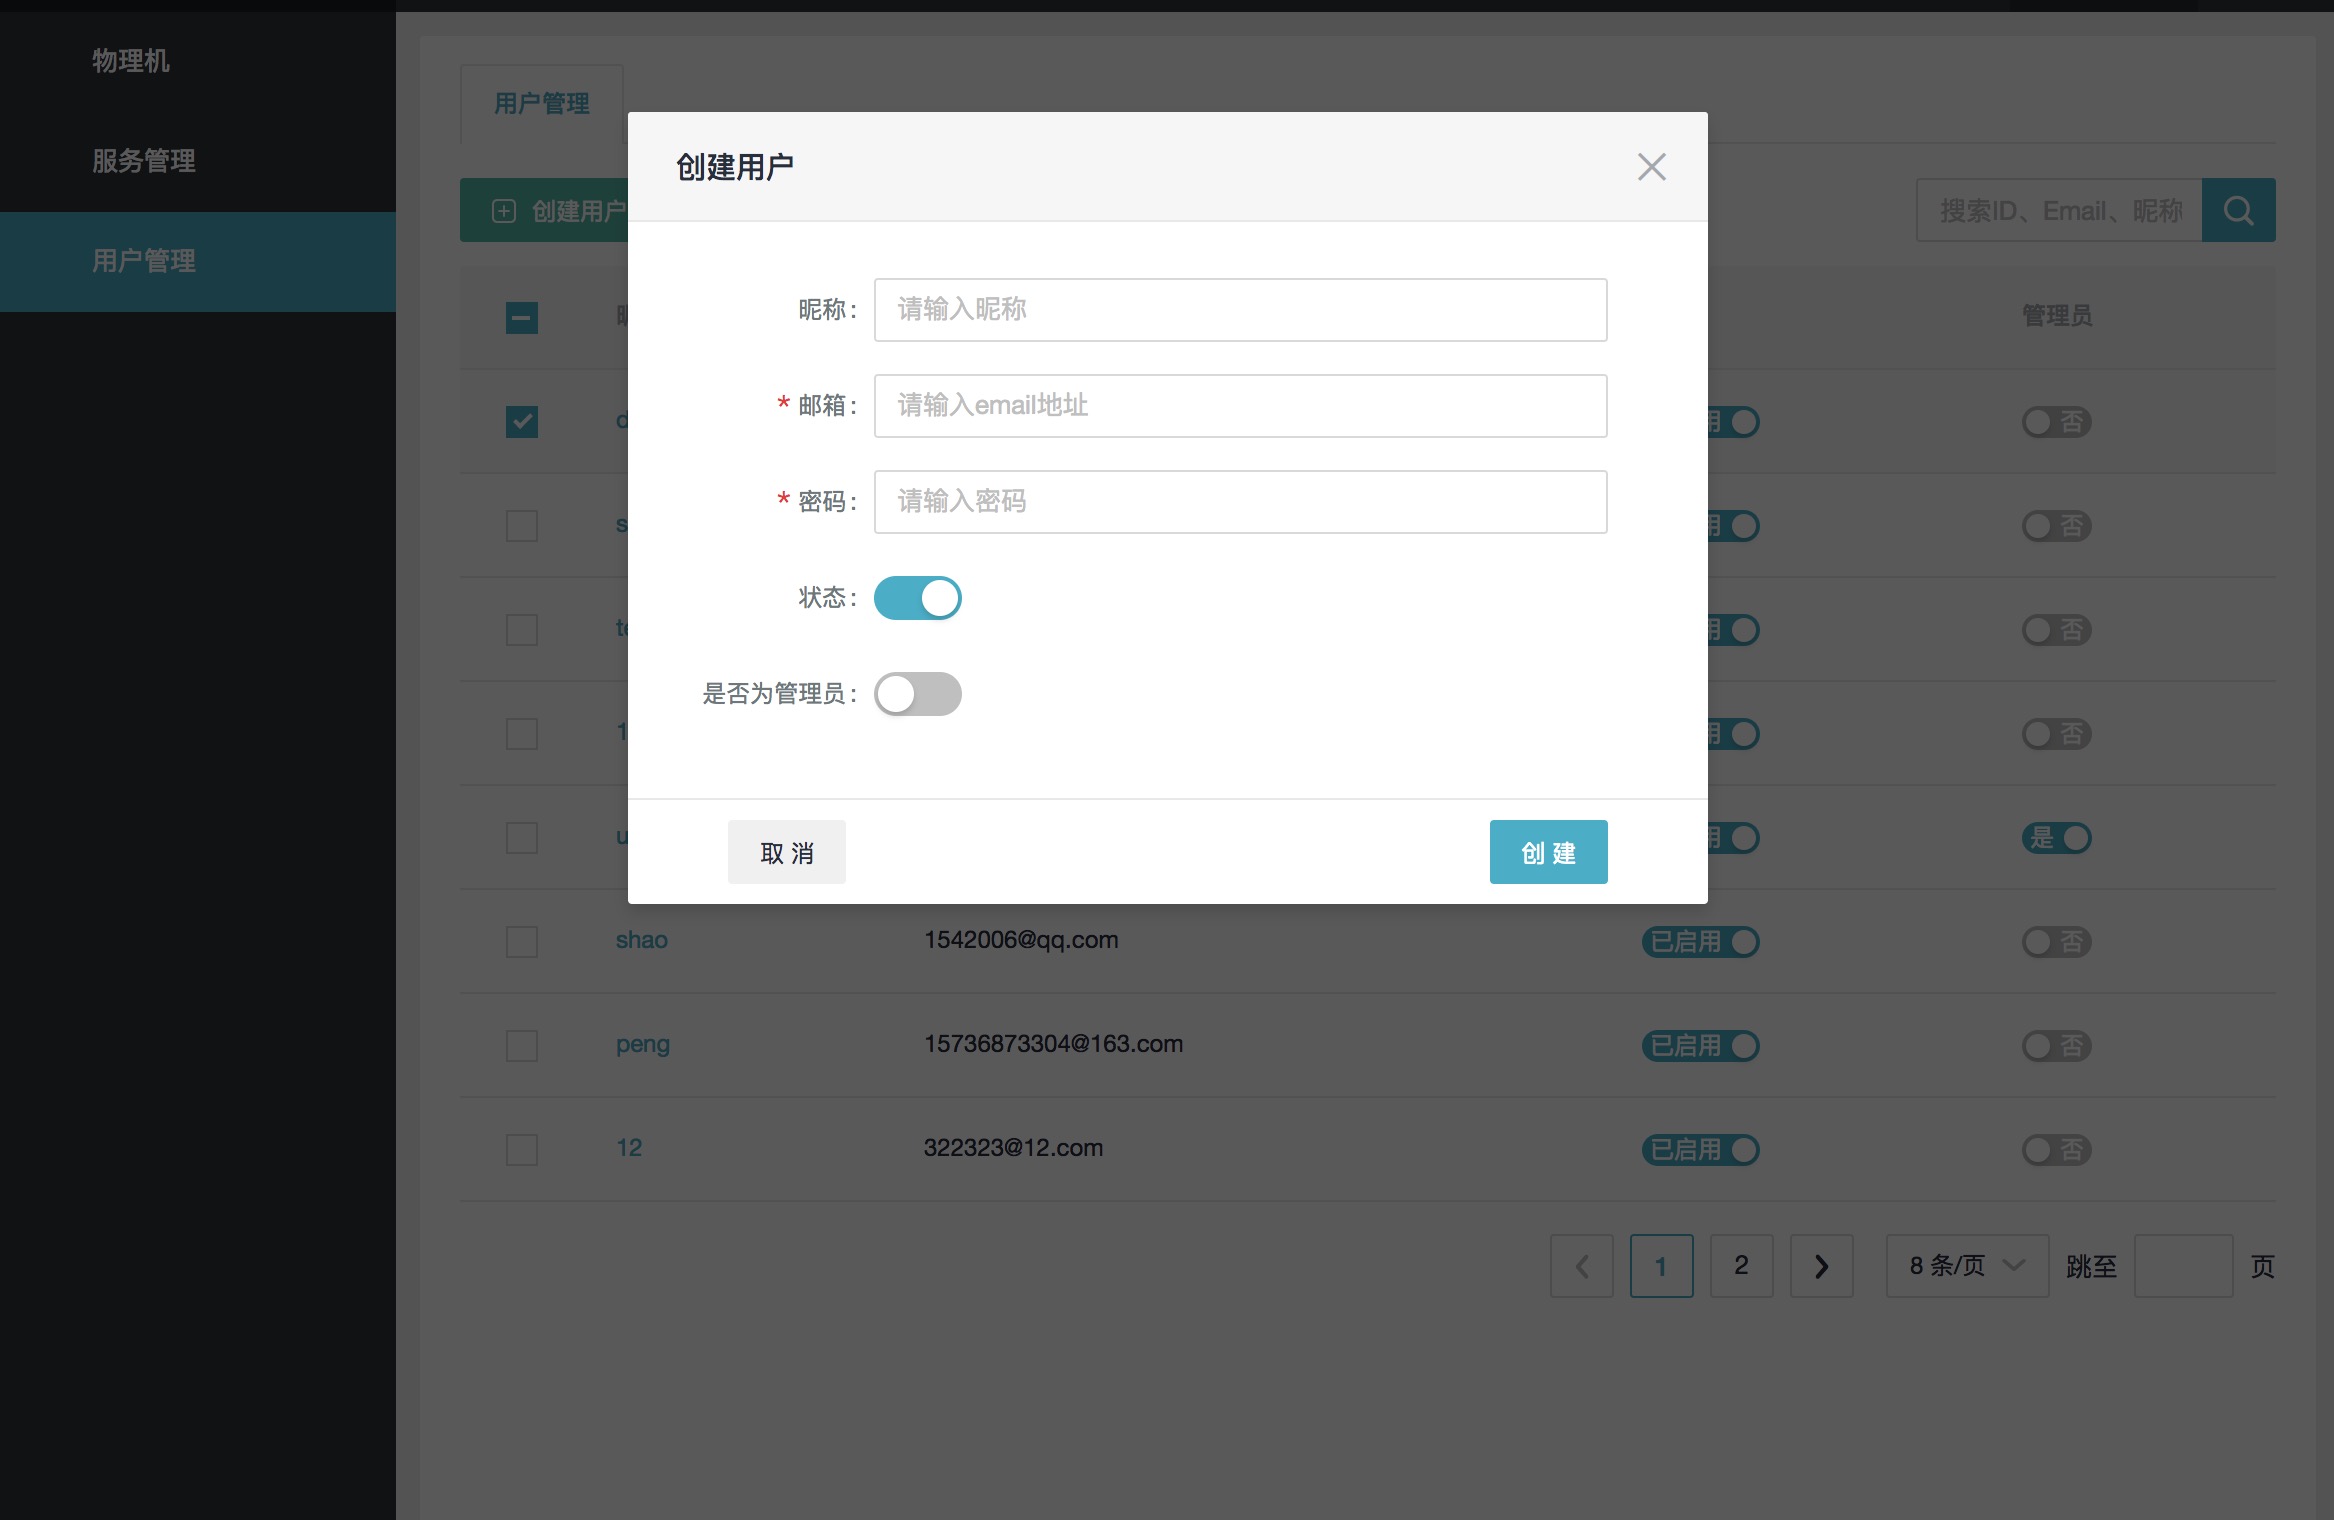 物理机
服务管理
用户管理
用户管理
创建用户
搜索ID、Email、昵称
管理员
创建用户
昵称：
请输入昵称
* 邮箱：
请输入email地址
* 密码：
请输入密码
状态：
是否为管理员：
取 消
创 建
用
否
用
否
用
否
用
否
用
是
shao
1542006@qq.com
已启用
否
peng
15736873304@163.com
已启用
否
12
322323@12.com
已启用
否
1
2
8 条/页
跳至
页